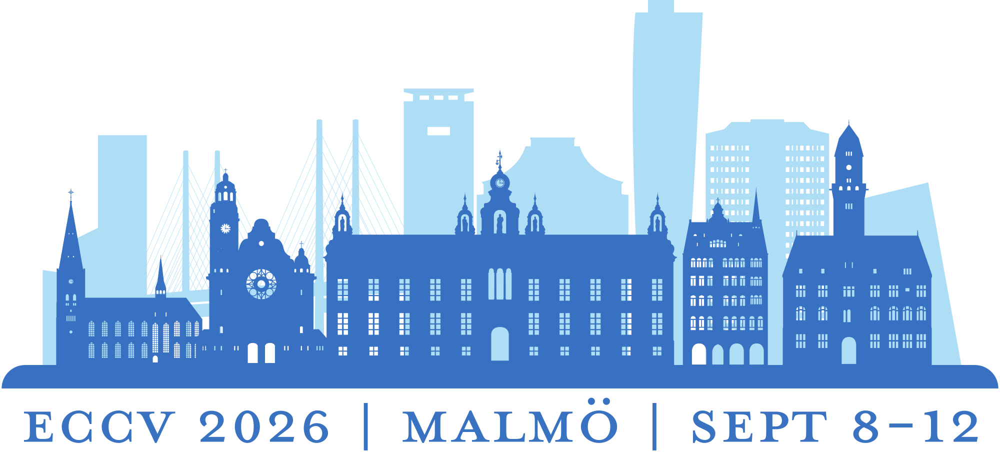 ECCV 2026 | MALMÖ | SEPT 8–12